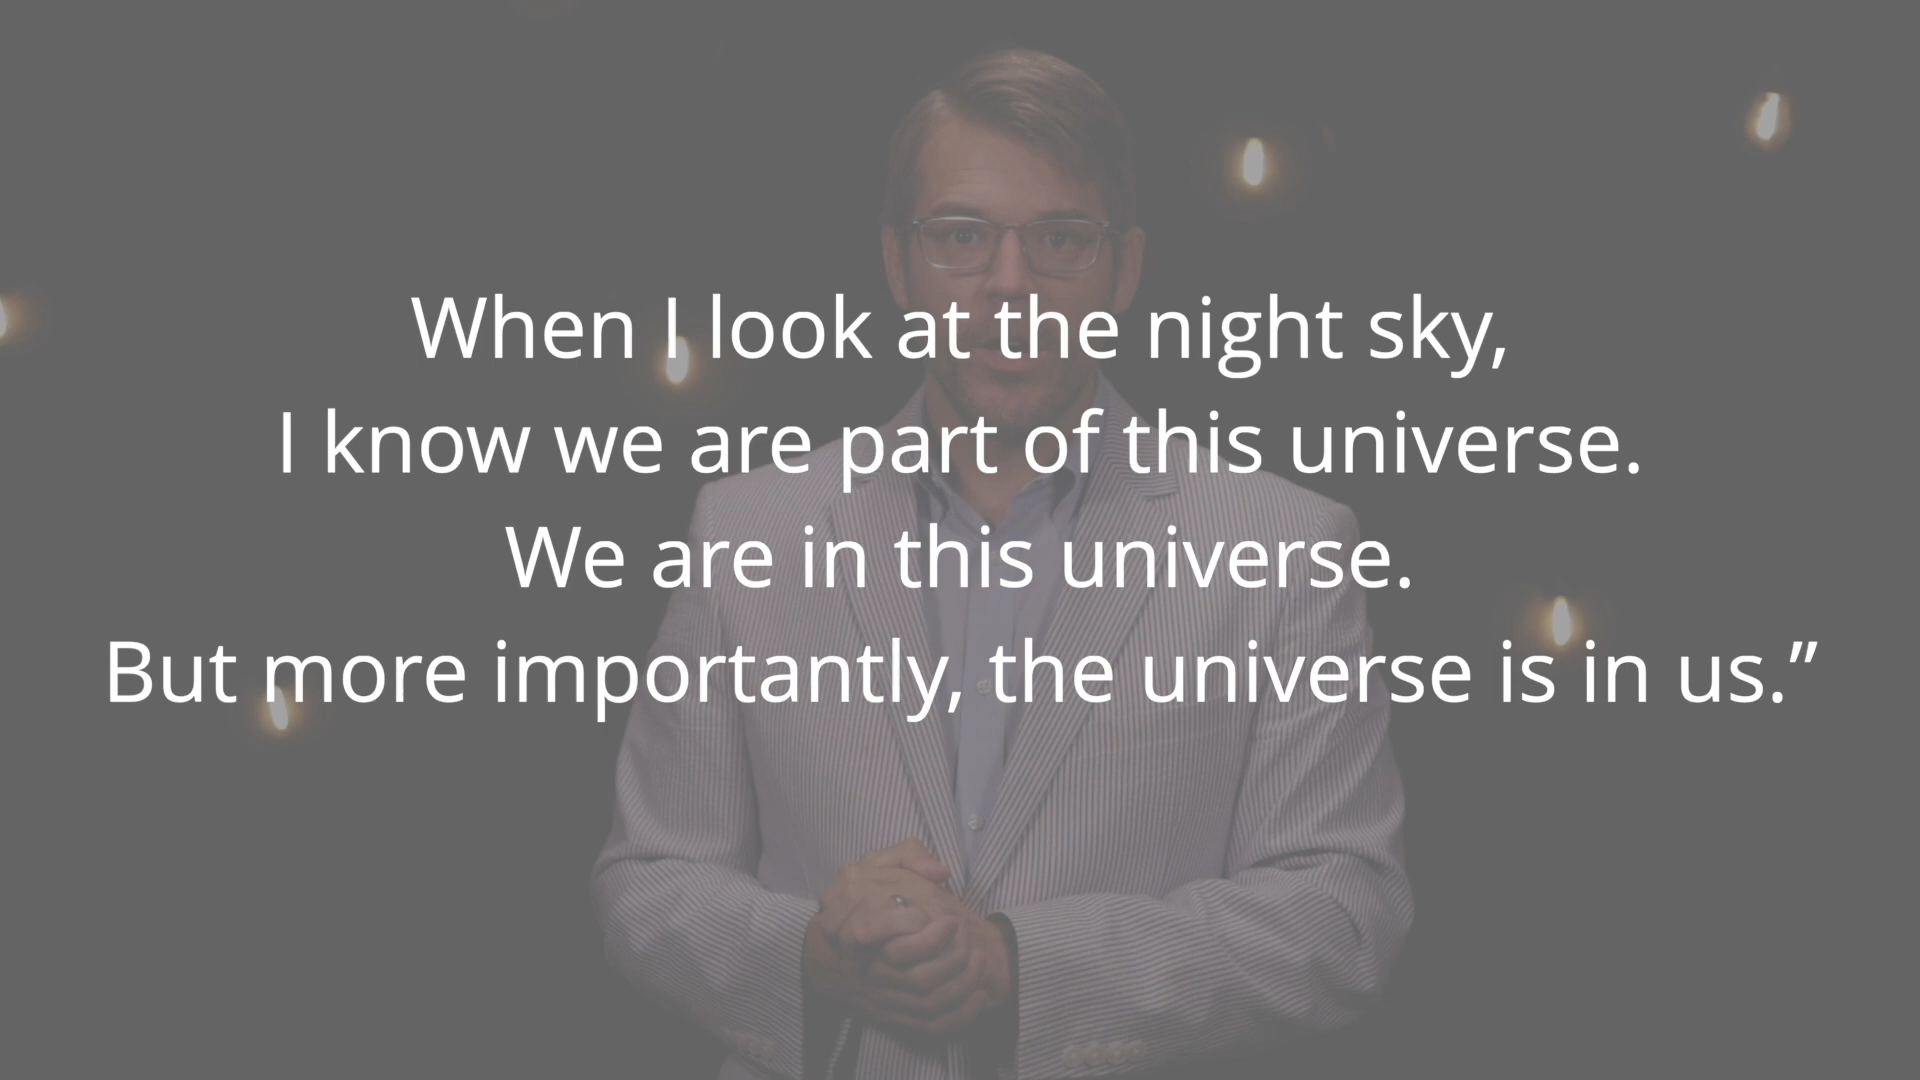 When I look at the night sky,
I know we are part of this universe.
We are in this universe.
But more importantly, the universe is in us.”